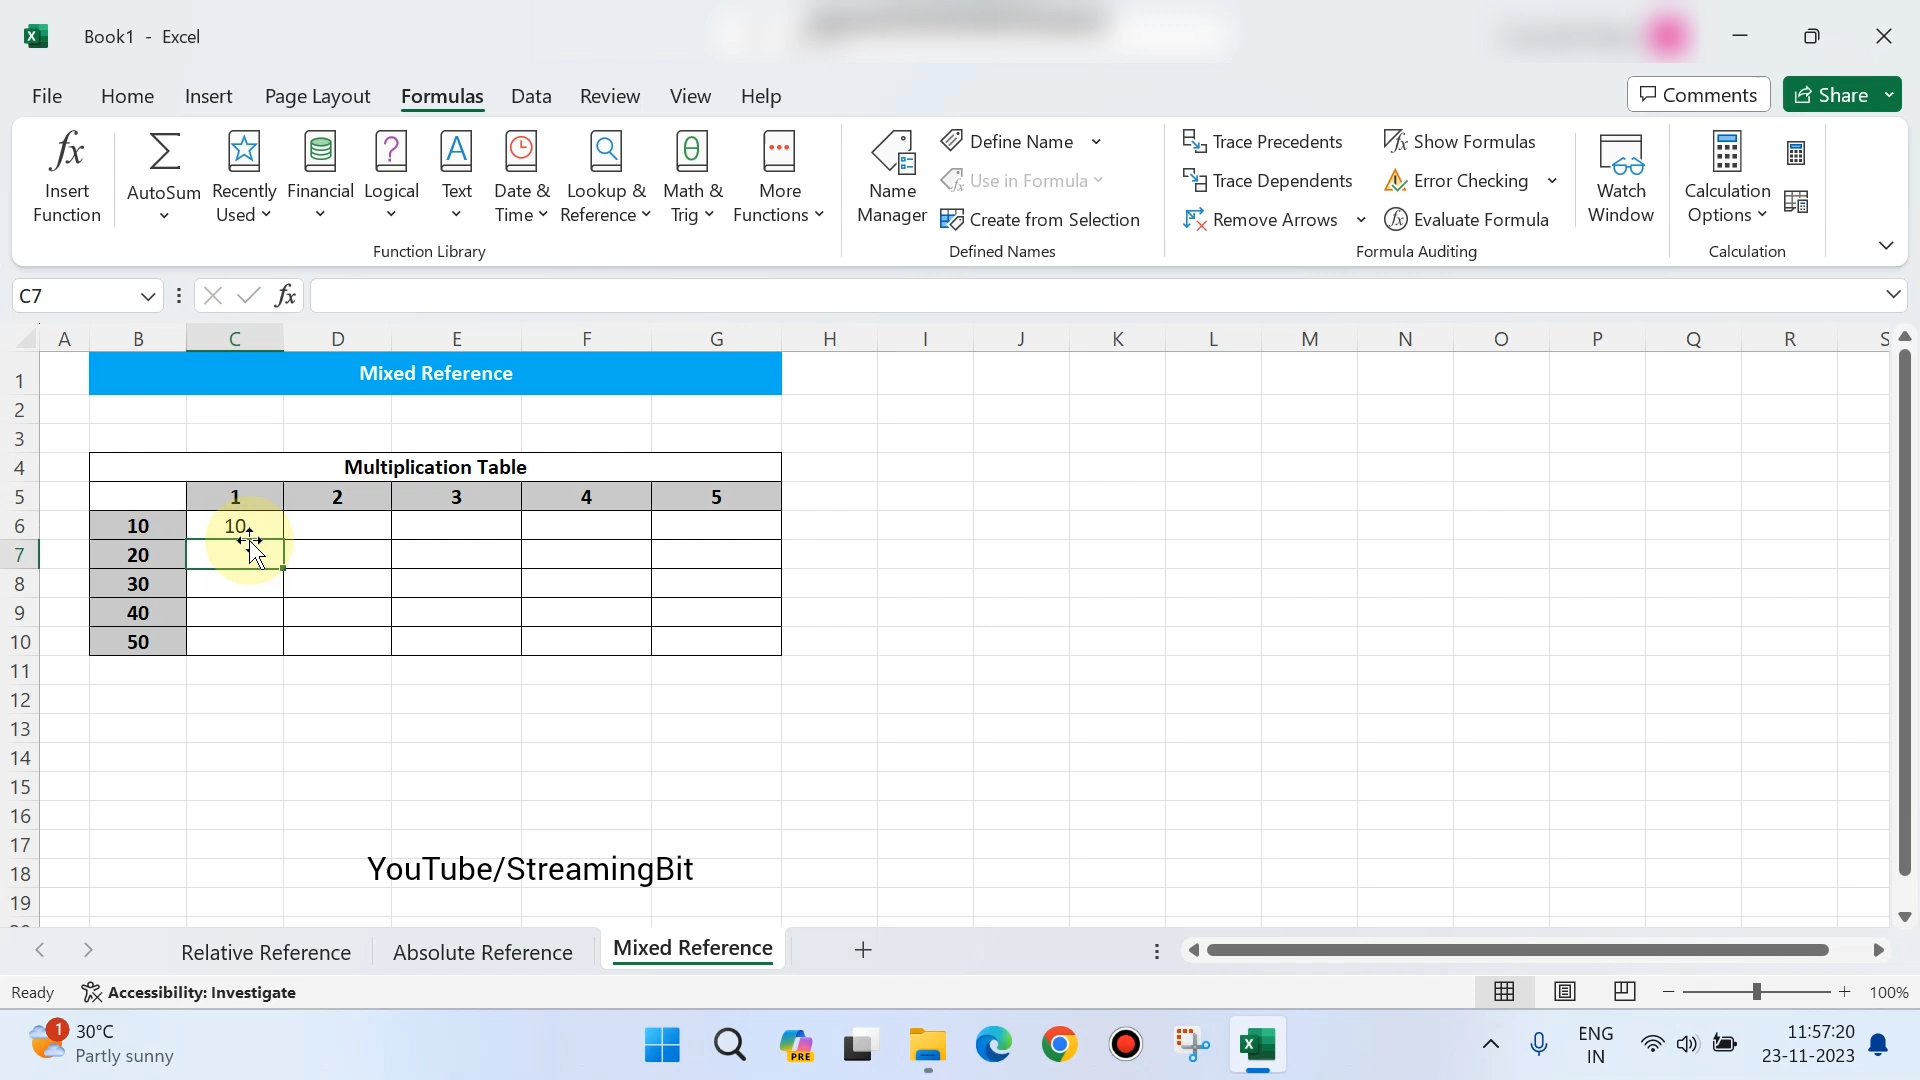 Book1 - Excel
File Home Insert Page Layout Formulas Data Review View Help
Comments
Share
Insert Function
AutoSum
Recently Used
Financial
Logical
Text
Date & Time
Lookup & Reference
Math & Trig
More Functions
Function Library
Name Manager
Define Name
Use in Formula
Create from Selection
Defined Names
Trace Precedents
Trace Dependents
Remove Arrows
Show Formulas
Error Checking
Evaluate Formula
Formula Auditing
Watch Window
Calculation Options
Calculation
C7
fx
A B C D E F G H I J K L M N O P Q R S
1 Mixed Reference
2
3
4 Multiplication Table
5 1 2 3 4 5
6 10 10
7 20
8 30
9 40
10 50
11
12
13
14
15
16
17
18
19
YouTube/StreamingBit
Relative Reference Absolute Reference Mixed Reference
Ready Accessibility: Investigate
100%
1
30°C
Partly sunny
PRE
ENG
IN
11:57:20
23-11-2023